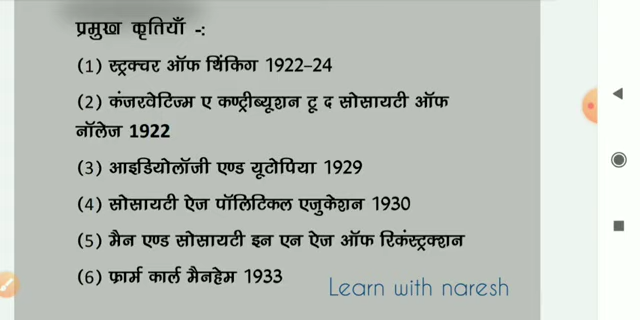 प्रमुख कृतियाँ -:
(1) स्ट्रक्चर ऑफ थिंकिग 1922-24
(2) कंजरवेटिज्म ए कण्ट्रीब्यूशन टू द सोसायटी ऑफ
नॉलेज 1922
(3) आइडियोलॉजी एण्ड यूटोपिया 1929
(4) सोसायटी ऐज पॉलिटिकल एजुकेशन 1930
(5) मैन एण्ड सोसायटी इन एन ऐज ऑफ रिकंस्ट्रक्शन
(6) फ्रार्म कार्ल मैनहेम 1933
Learn with naresh